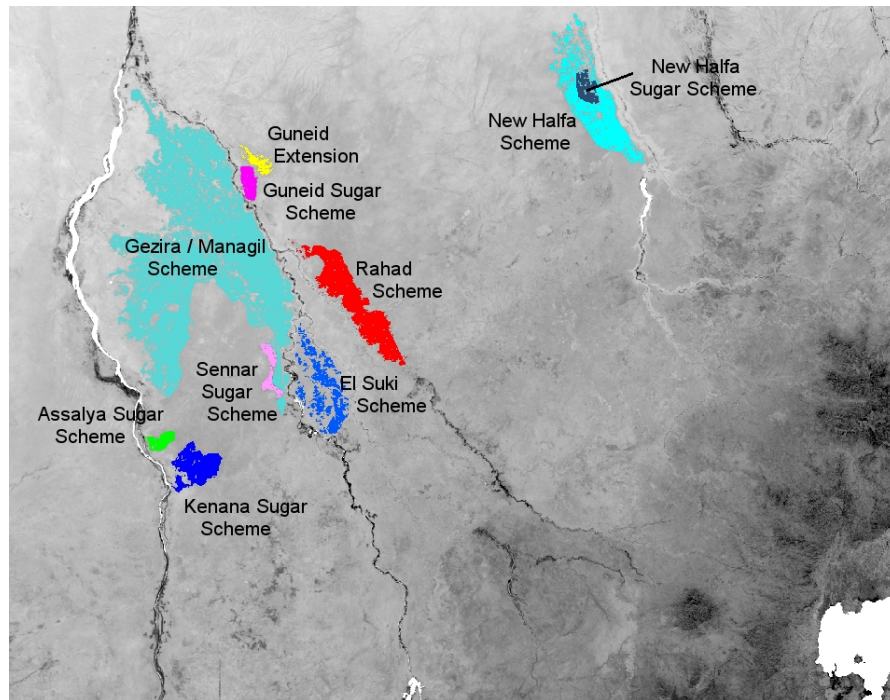 New Halfa
Sugar Scheme
New Halfa
Scheme
Guneid
Extension
Guneid Sugar
Scheme
Gezira / Managil
Scheme
Rahad
Scheme
Sennar
Sugar
Scheme
El Suki
Scheme
Assalya Sugar
Scheme
Kenana Sugar
Scheme